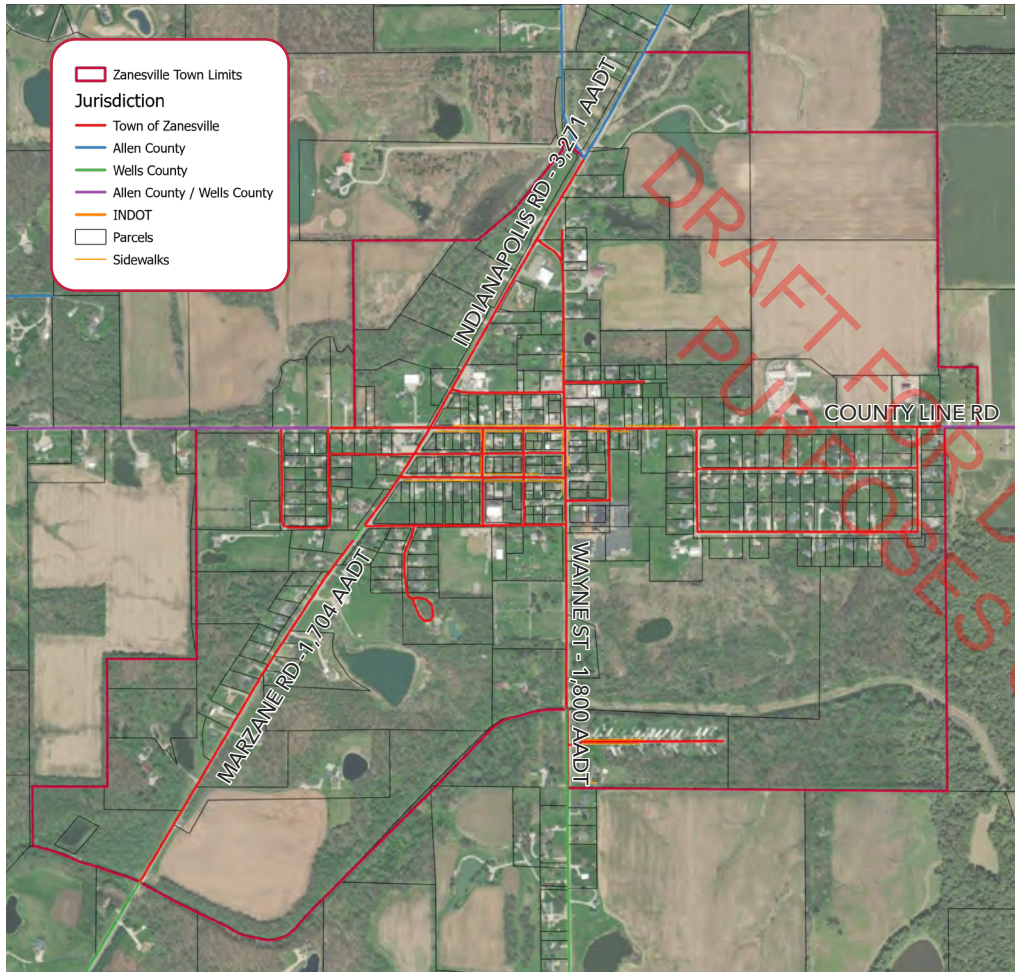 Zanesville Town Limits
Jurisdiction
Town of Zanesville
Allen County
Wells County
Allen County / Wells County
INDOT
Parcels
Sidewalks
INDIANAPOLIS RD - 3,271 AADT
COUNTY LINE RD
MARZANE RD -1,704 AADT
WAYNE ST - 1,800 AADT
DRAFT FOR
PURPOSES